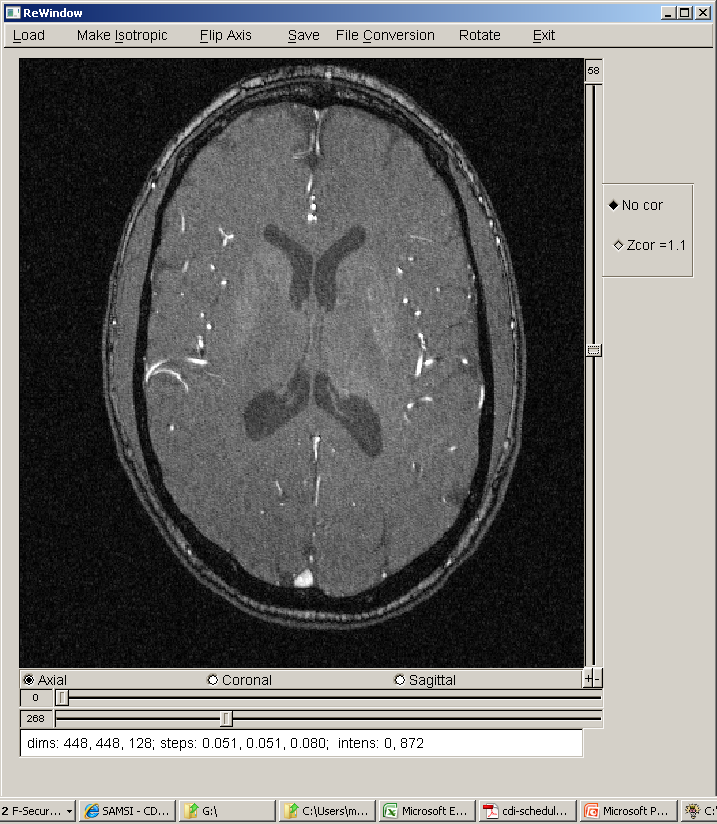 ReWindow
Load Make Isotropic Flip Axis Save File Conversion Rotate Exit
58
No cor
Zcor =1.1
+-
Axial Coronal Sagittal
0
268
dims: 448, 448, 128; steps: 0.051, 0.051, 0.080; intens: 0, 872
2 F-Secur... SAMSI - CD... G:\ C:\Users\m... Microsoft E... cdi-schedul... Microsoft P... C: